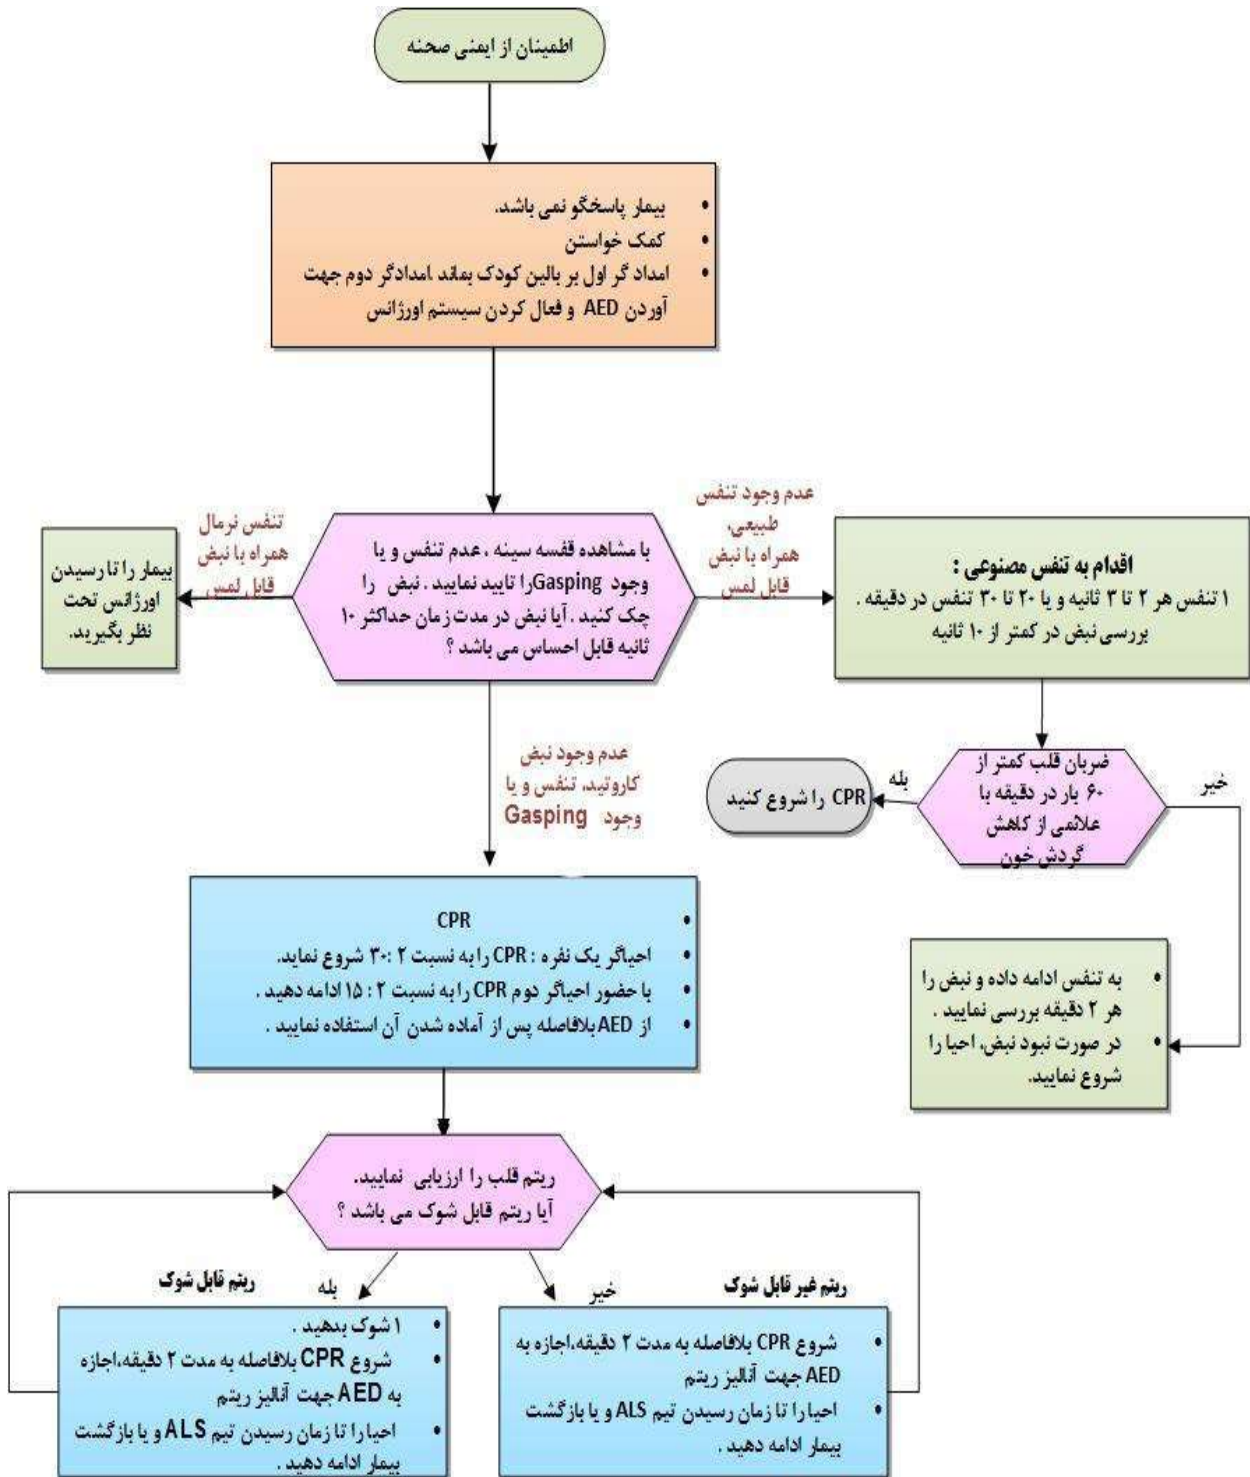 اطمینان از ایمنی صحنه
• بیمار پاسخگو نمی باشد.
• کمک خواستن
• امداد گر اول بر بالین کودک بماند .امدادگر دوم جهت
آوردن AED و فعال کردن سیستم اورژانس
عدم وجود تنفس
طبیعی،
همراه با نبض
قابل لمس
تنفس نرمال
همراه با نبض
قابل لمس
اقدام به تنفس مصنوعی :
۱ تنفس هر ۲ تا ۳ ثانیه و یا ۲۰ تا ۳۰ تنفس در دقیقه .
بررسی نبض در کمتر از ۱۰ ثانیه
با مشاهده قفسه سینه ، عدم تنفس و یا
وجود Gasping را تایید نمایید . نبض را
چک کنید . آیا نبض در مدت زمان حداکثر ۱۰
ثانیه قابل احساس می باشد ؟
بیمار را تا رسیدن
اورژانس تحت
نظر بگیرید.
ضربان قلب کمتر از
۶۰ بار در دقیقه با
علائمی از کاهش
گردش خون
خیر
بله
CPR را شروع کنید
عدم وجود نبض
کاروتید، تنفس و یا
وجود Gasping
• به تنفس ادامه داده و نبض را
هر ۲ دقیقه بررسی نمایید .
• در صورت نبود نبض، احیا را
شروع نمایید.
• CPR
• احیاگر یک نفره : CPR را به نسبت ۲ :۳۰ شروع نماید.
• با حضور احیاگر دوم CPR را به نسبت ۲ : ۱۵ ادامه دهید .
• از AED بلافاصله پس از آماده شدن آن استفاده نمایید .
ریتم قلب را ارزیابی نمایید.
آیا ریتم قابل شوک می باشد ؟
ریتم غیر قابل شوک
خیر
بله
ریتم قابل شوک
• شروع CPR بلافاصله به مدت ۲ دقیقه،اجازه به
AED جهت آنالیز ریتم
• احیا را تا زمان رسیدن تیم ALS و یا بازگشت
بیمار ادامه دهید .
• ۱ شوک بدهید .
• شروع CPR بلافاصله به مدت ۲ دقیقه،اجازه
به AED جهت آنالیز ریتم
• احیا را تا زمان رسیدن تیم ALS و یا بازگشت
بیمار ادامه دهید .